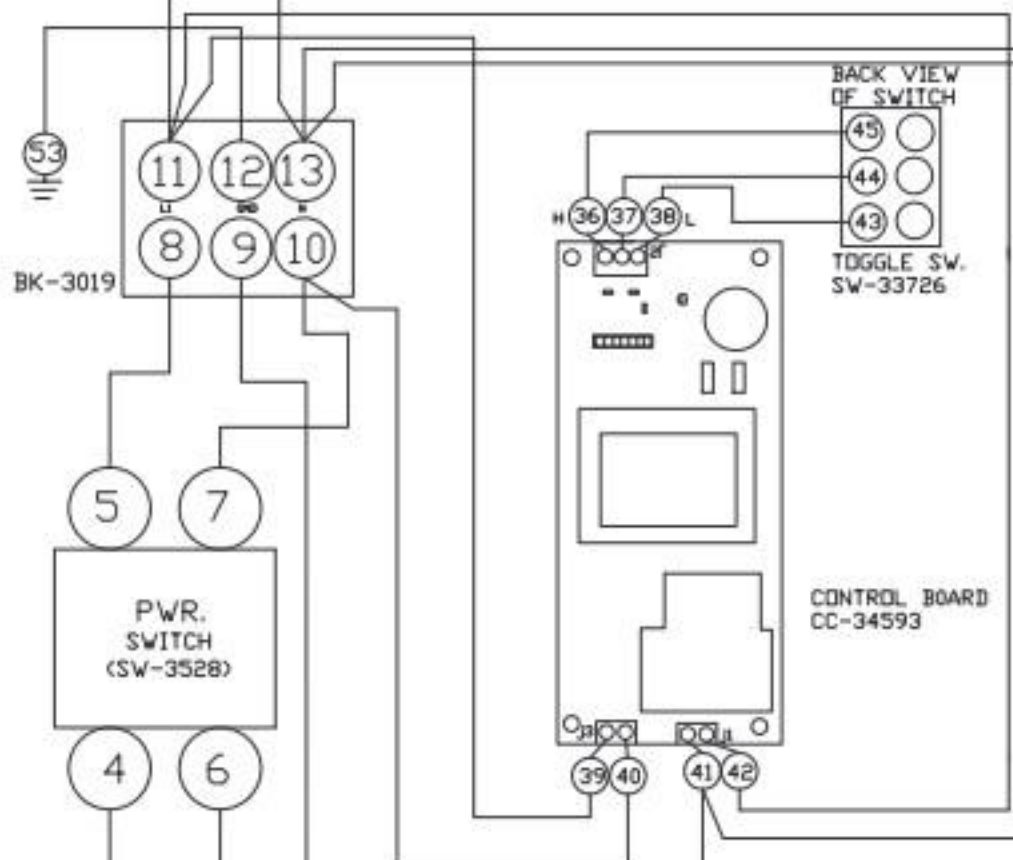 BACK VIEW
OF SWITCH
45
44
43
TOGGLE SW.
SW-33726
53
11 12 13
L1 GND N
8 9 10
BK-3019
H 36 37 38 L
5 7
PWR.
SWITCH
(SW-3528)
4 6
CONTROL BOARD
CC-34593
J3 J1
39 40 41 42